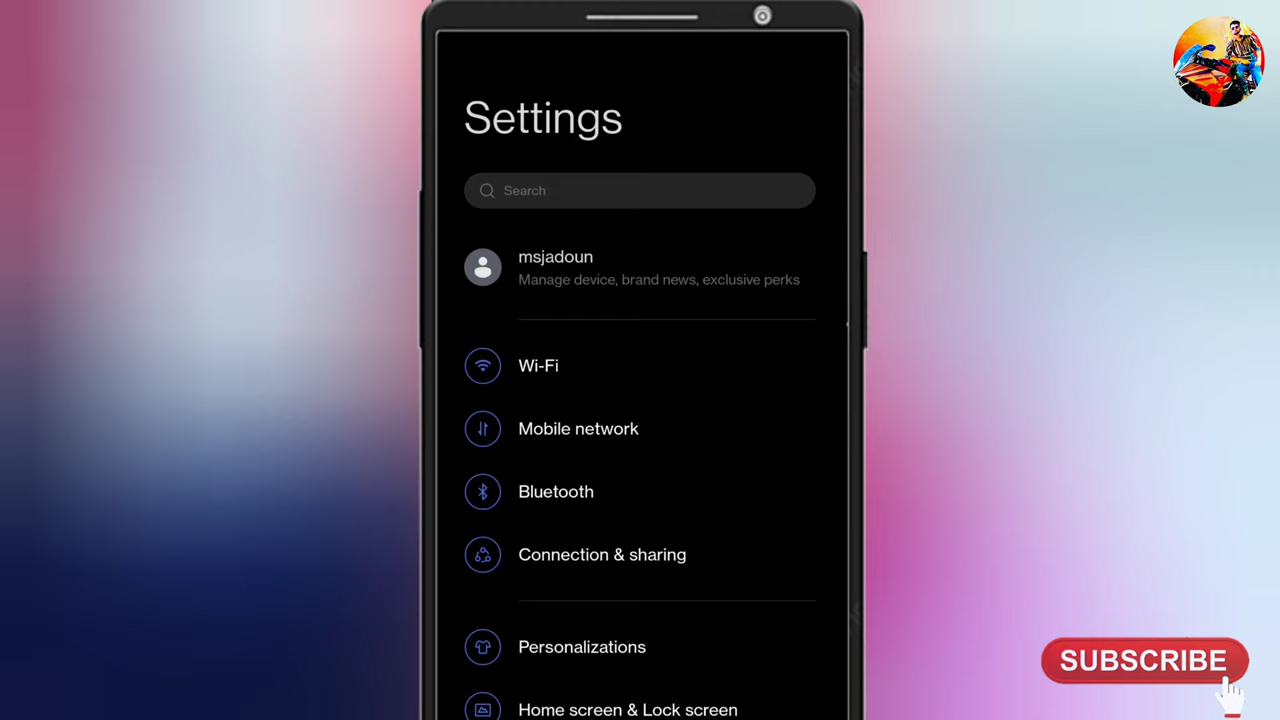 Settings
Search
msjadoun
Manage device, brand news, exclusive perks
Wi-Fi
Mobile network
Bluetooth
Connection & sharing
Personalizations
Home screen & Lock screen
SUBSCRIBE